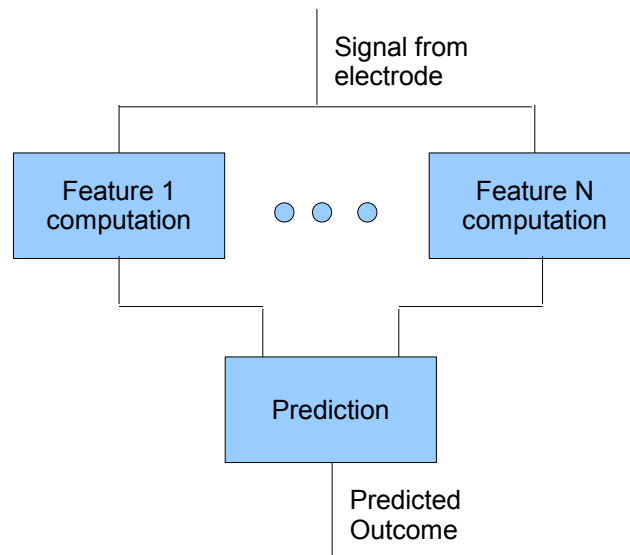 Signal from
electrode
Feature 1
computation
Feature N
computation
Prediction
Predicted
Outcome